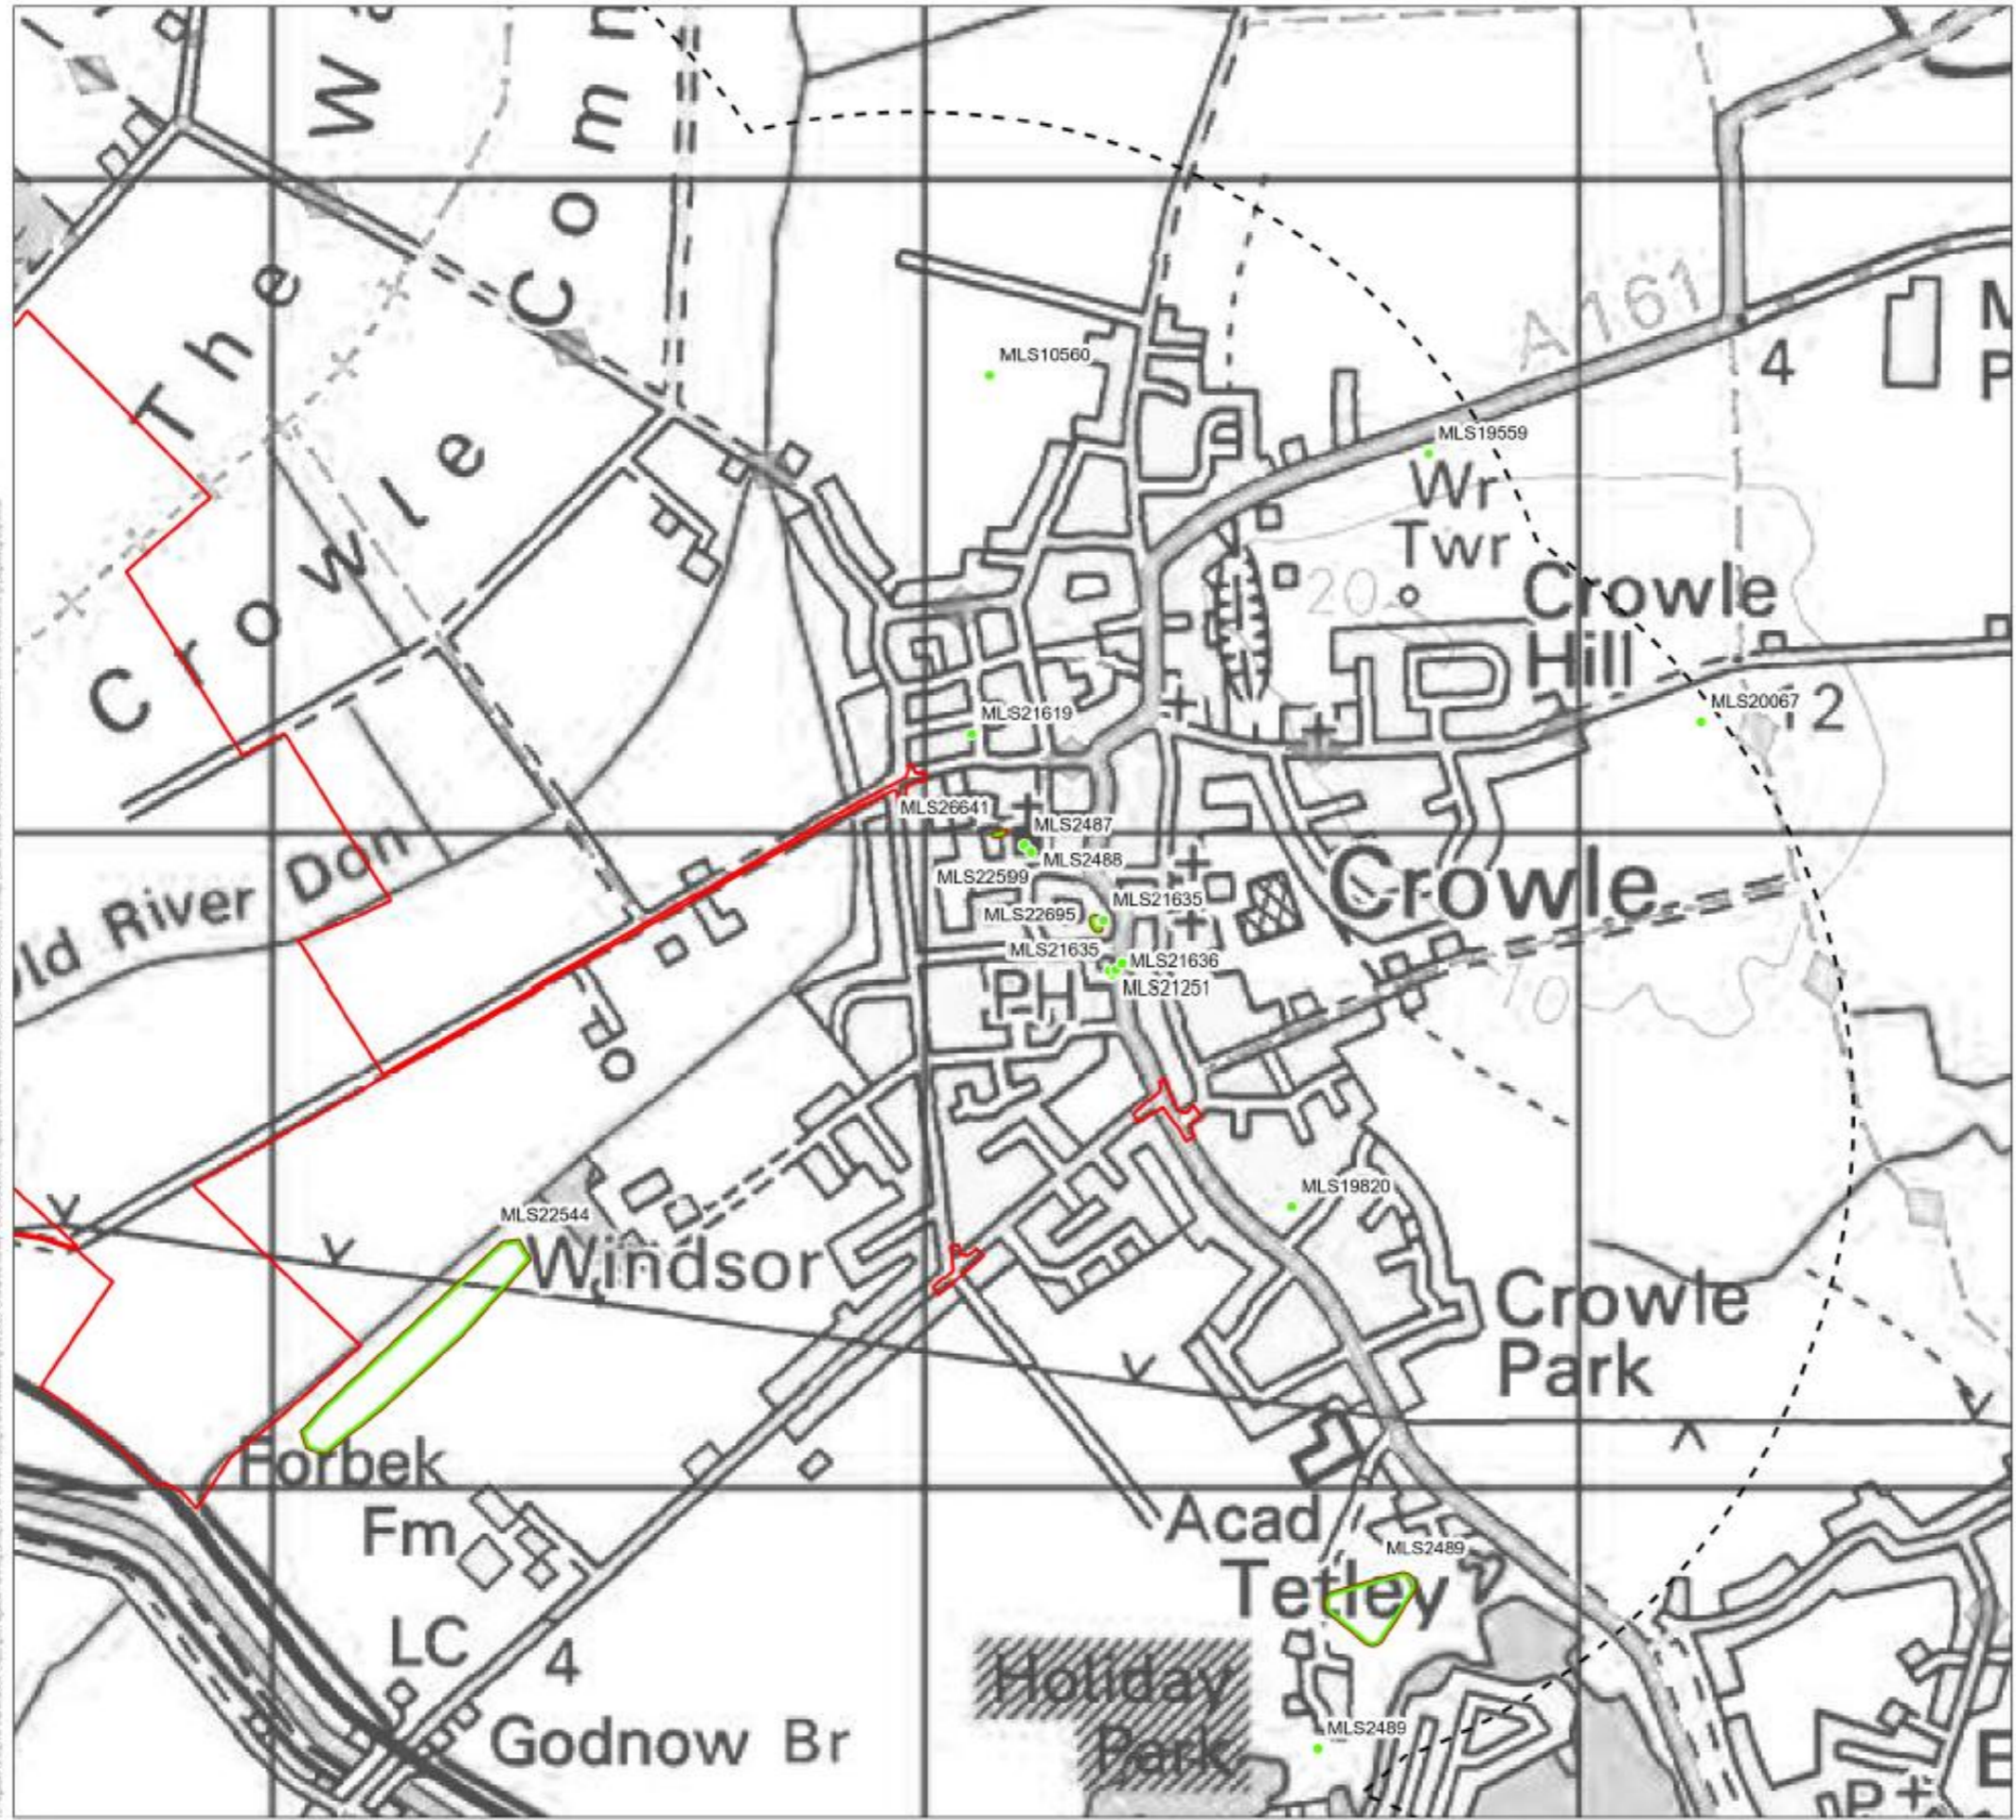 W
Comm
The
Crowle
A 161
4
M
P
MLS10560
MLS19559
Wr
Twr
20
Crowle
Hill
MLS20067
12
MLS21619
MLS26641
MLS2487
MLS2488
MLS22599
MLS21635
MLS22695
MLS21635
MLS21636
MLS21251
PH
Crowle
10
Old River Don
MLS19820
MLS22544
Windsor
Crowle
Park
Forbek
Fm
Acad
MLS2489
Tetley
LC
4
Holiday
Park
MLS2489
Godnow Br
P
E